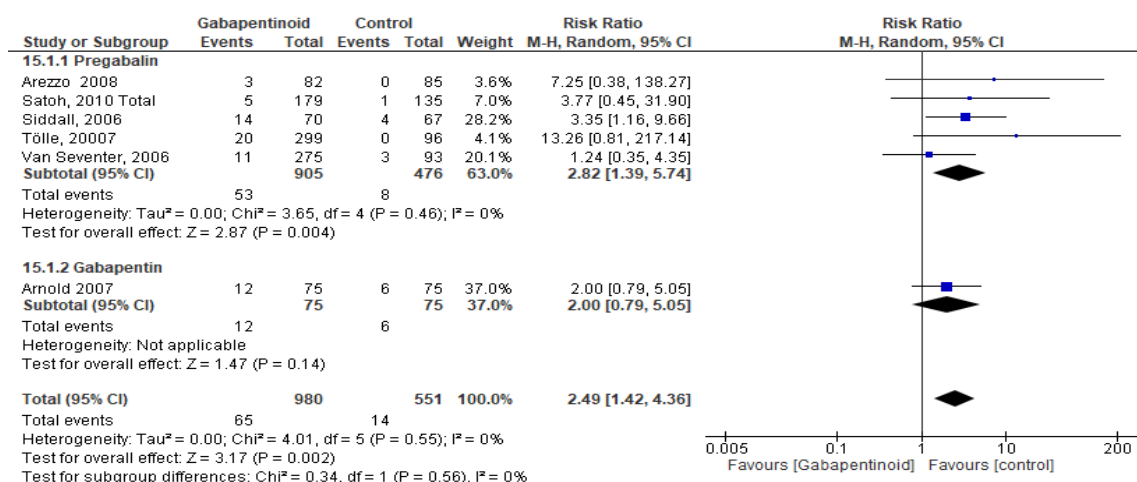 Gabapentinoid Control Risk Ratio Risk Ratio
Study or Subgroup Events Total Events Total Weight M-H, Random, 95% CI M-H, Random, 95% CI
15.1.1 Pregabalin
Arezzo 2008 3 82 0 85 3.6% 7.25 [0.38, 138.27]
Satoh, 2010 Total 5 179 1 135 7.0% 3.77 [0.45, 31.90]
Siddall, 2006 14 70 4 67 28.2% 3.35 [1.16, 9.66]
Tölle, 20007 20 299 0 96 4.1% 13.26 [0.81, 217.14]
Van Seventer, 2006 11 275 3 93 20.1% 1.24 [0.35, 4.35]
Subtotal (95% CI) 905 476 63.0% 2.82 [1.39, 5.74]
Total events 53 8
Heterogeneity: Tau² = 0.00; Chi² = 3.65, df = 4 (P = 0.46); I² = 0%
Test for overall effect: Z = 2.87 (P = 0.004)
15.1.2 Gabapentin
Arnold 2007 12 75 6 75 37.0% 2.00 [0.79, 5.05]
Subtotal (95% CI) 75 75 37.0% 2.00 [0.79, 5.05]
Total events 12 6
Heterogeneity: Not applicable
Test for overall effect: Z = 1.47 (P = 0.14)
Total (95% CI) 980 551 100.0% 2.49 [1.42, 4.36]
Total events 65 14
Heterogeneity: Tau² = 0.00; Chi² = 4.01, df = 5 (P = 0.55); I² = 0%
Test for overall effect: Z = 3.17 (P = 0.002)
Test for subgroup differences: Chi² = 0.34, df = 1 (P = 0.56), I² = 0%
0.005 0.1 1 10 200
Favours [Gabapentinoid] Favours [control]